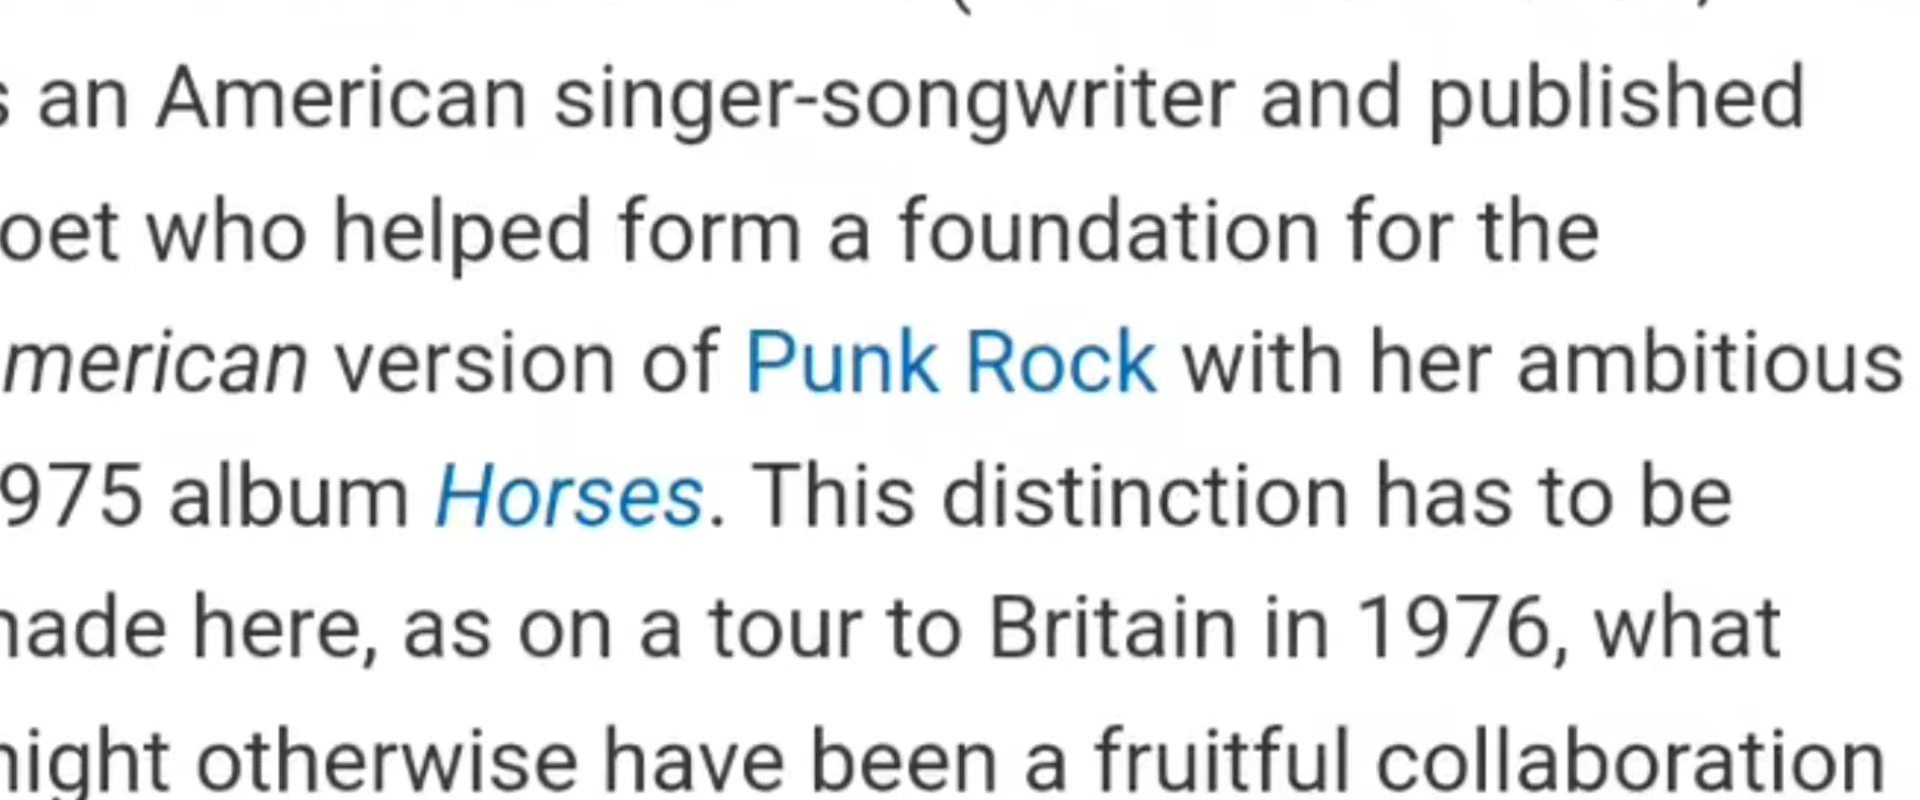 s an American singer-songwriter and published
oet who helped form a foundation for the
merican version of Punk Rock with her ambitious
975 album Horses. This distinction has to be
nade here, as on a tour to Britain in 1976, what
night otherwise have been a fruitful collaboration